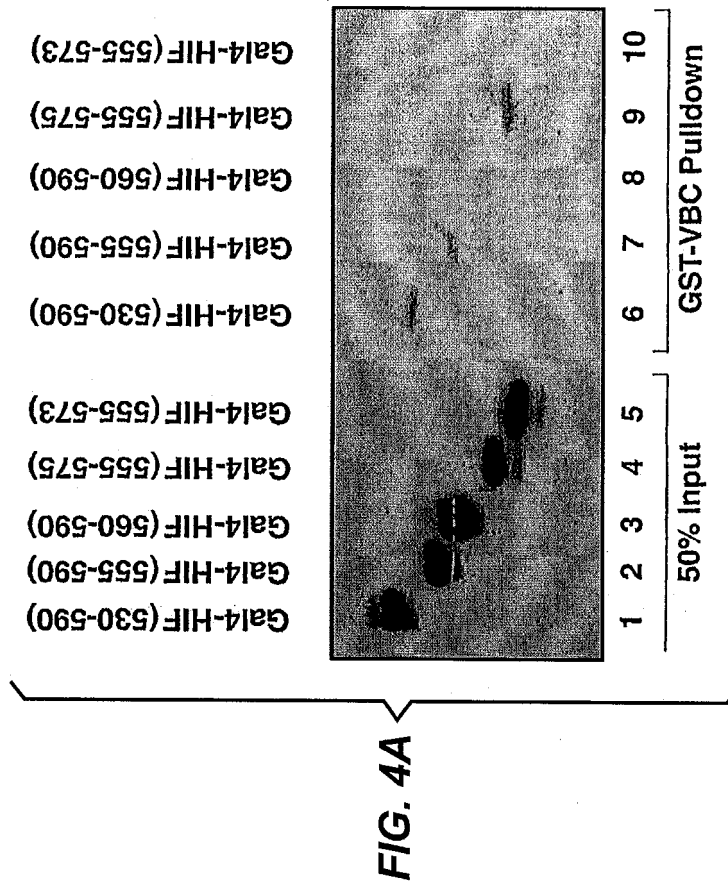 Gal4-HIF(530-590)
Gal4-HIF(555-590)
Gal4-HIF(560-590)
Gal4-HIF(555-575)
Gal4-HIF(555-573)
Gal4-HIF(530-590)
Gal4-HIF(555-590)
Gal4-HIF(560-590)
Gal4-HIF(555-575)
Gal4-HIF(555-573)
1 2 3 4 5 6 7 8 9 10
50% Input GST-VBC Pulldown
FIG. 4A